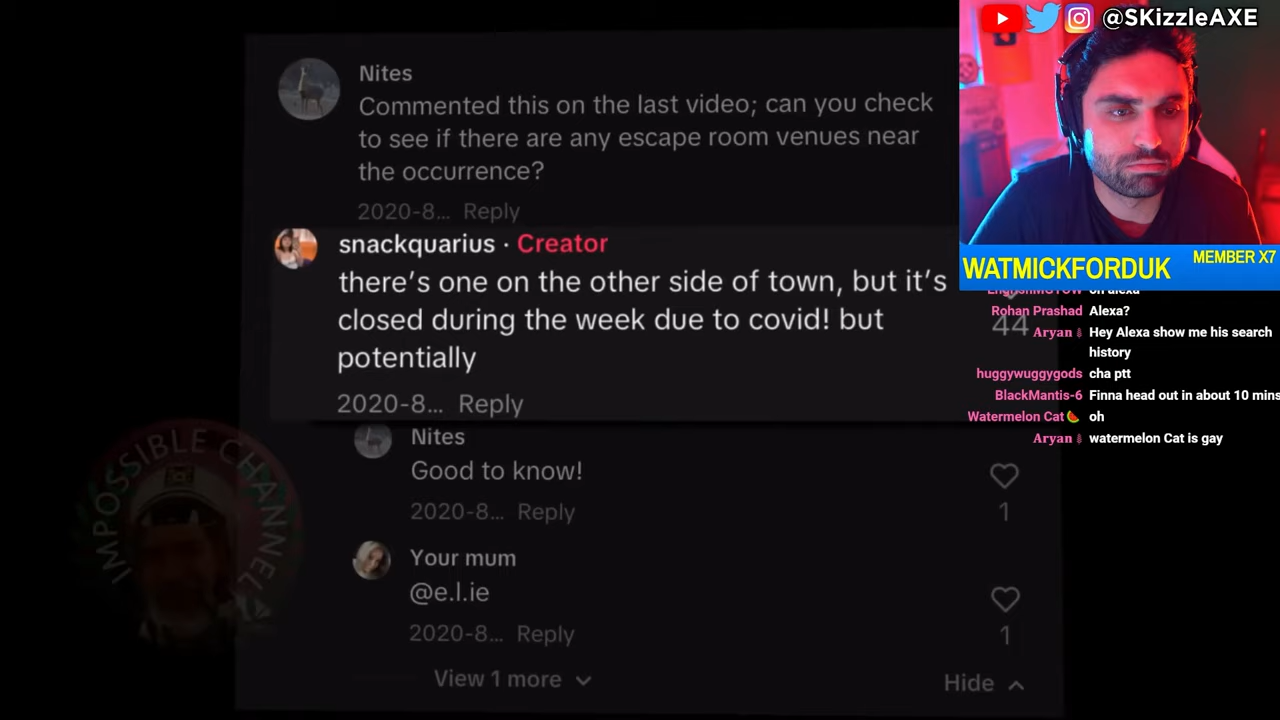 @SKizzleAXE
Nites
Commented this on the last video; can you check
to see if there are any escape room venues near
the occurrence?
2020-8... Reply
snackquarius · Creator
there's one on the other side of town, but it's
closed during the week due to covid! but
potentially
44
2020-8... Reply
Nites
Good to know!
2020-8... Reply
1
Your mum
@e.l.ie
2020-8... Reply
1
View 1 more
Hide
IMPOSSIBLE CHANNEL
WATMICKFORDUK
MEMBER X7
oh alexa
Rohan Prashad Alexa?
Aryan Hey Alexa show me his search
history
huggywuggygods cha ptt
BlackMantis-6 Finna head out in about 10 mins
Watermelon Cat🍉 oh
Aryan watermelon Cat is gay